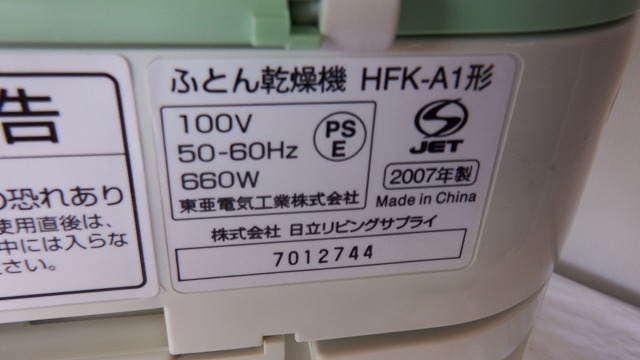 告
の恐れあり
使用直後は、
中には入らな
ださい。
ふとん乾燥機 HFK-A1形
100V
50-60Hz
660W
東亜電気工業株式会社
PS
E
JET
2007年製
Made in China
株式会社 日立リビングサプライ
7012744